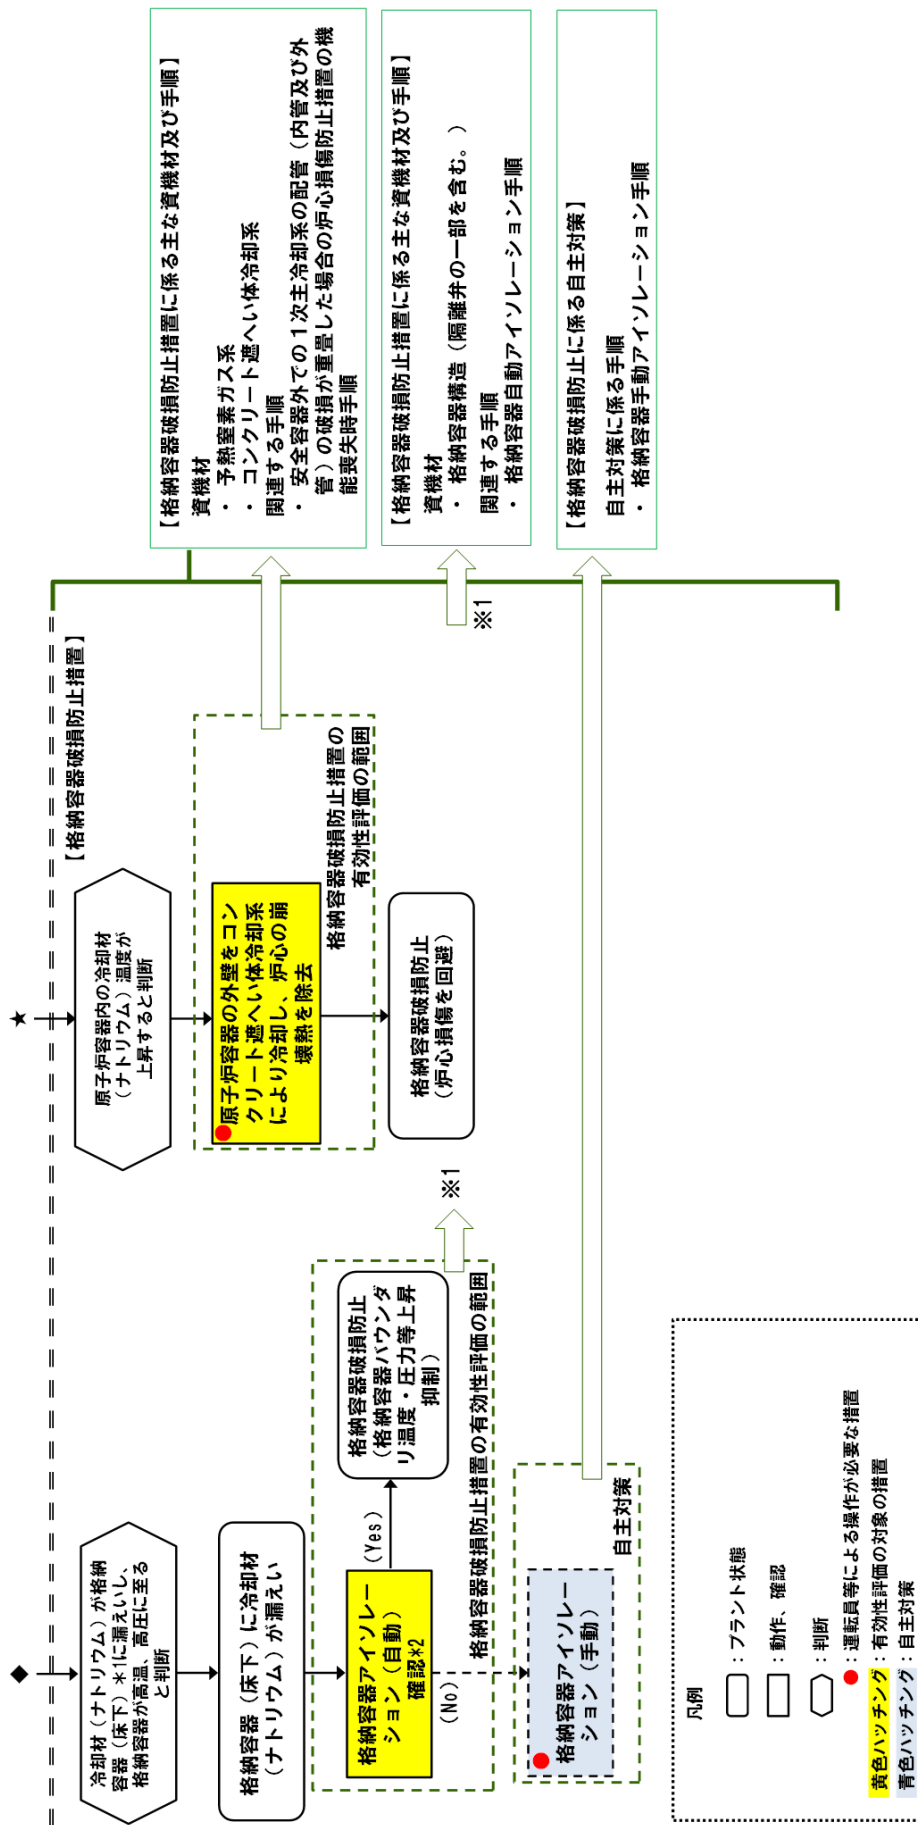 ◆
★
【格納容器破損防止措置】
冷却材（ナトリウム）が格納
容器（床下）＊1に漏えいし、
格納容器が高温、高圧に至る
と判断
格納容器（床下）に冷却材
（ナトリウム）が漏えい
格納容器アイソレー
ション（自動）
確認*2
(Yes)
(No)
格納容器破損防止
（格納容器バウンダ
リ温度・圧力等上昇
抑制）
格納容器破損防止措置の有効性評価の範囲
※1
格納容器アイソレー
ション（手動）
自主対策
原子炉容器内の冷却材
（ナトリウム）温度が
上昇すると判断
原子炉容器の外壁をコン
クリート遮へい体冷却系
により冷却し、炉心の崩
壊熱を除去
格納容器破損防止措置の
有効性評価の範囲
格納容器破損防止
（炉心損傷を回避）
【格納容器破損防止措置に係る主な資機材及び手順】
資機材
・ 予熱窒素ガス系
・ コンクリート遮へい体冷却系
関連する手順
・ 安全容器外での１次主冷却系の配管（内管及び外
管）の破損が重畳した場合の炉心損傷防止措置の機
能喪失時手順
※1
【格納容器破損防止措置に係る主な資機材及び手順】
資機材
・ 格納容器構造（隔離弁の一部を含む。）
関連する手順
・ 格納容器自動アイソレーション手順
【格納容器破損防止に係る自主対策】
自主対策に係る手順
・ 格納容器手動アイソレーション手順
凡例
：プラント状態
：動作、確認
：判断
：運転員等による操作が必要な措置
黄色ハッチング：有効性評価の対象の措置
青色ハッチング：自主対策